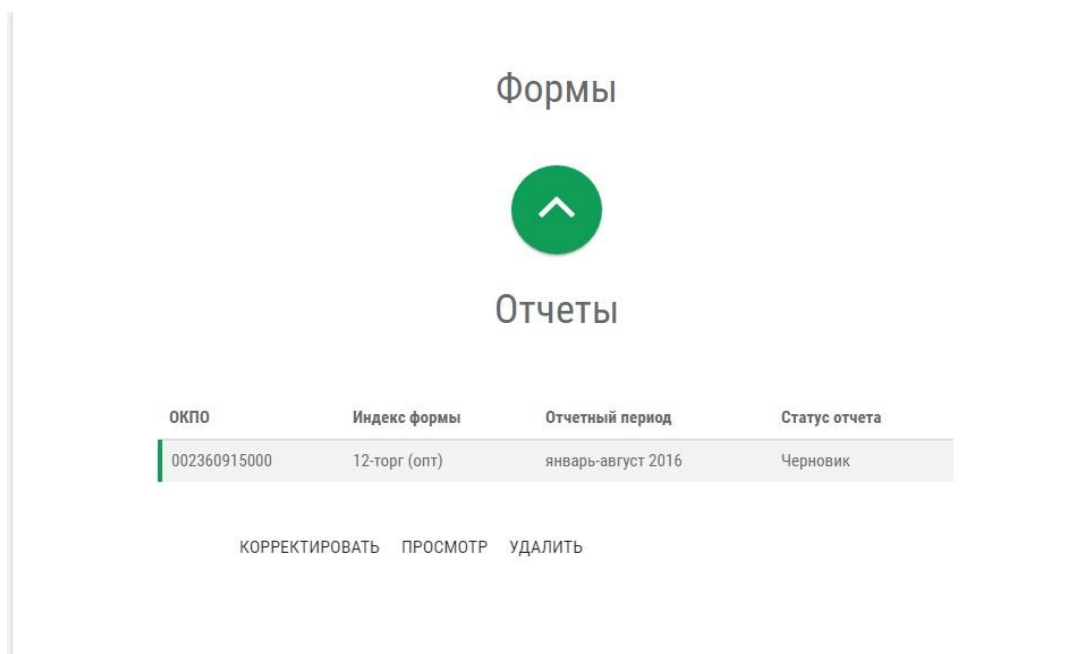 Формы
Отчеты
ОКПО Индекс формы Отчетный период Статус отчета
002360915000 12-торг (опт) январь-август 2016 Черновик
КОРРЕКТИРОВАТЬ ПРОСМОТР УДАЛИТЬ